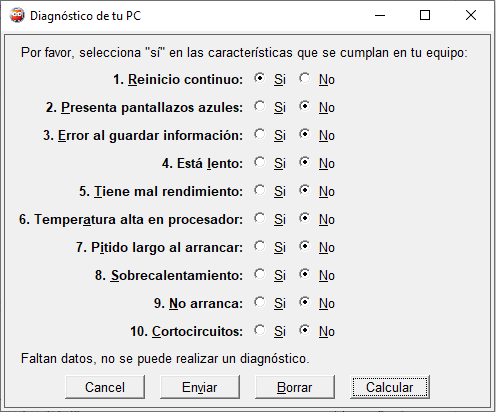 Diagnóstico de tu PC
Por favor, selecciona "sí" en las características que se cumplan en tu equipo:
1. Reinicio continuo: Si No
2. Presenta pantallazos azules: Si No
3. Error al guardar información: Si No
4. Está lento: Si No
5. Tiene mal rendimiento: Si No
6. Temperatura alta en procesador: Si No
7. Pitido largo al arrancar: Si No
8. Sobrecalentamiento: Si No
9. No arranca: Si No
10. Cortocircuitos: Si No
Faltan datos, no se puede realizar un diagnóstico.
Cancel Enviar Borrar Calcular